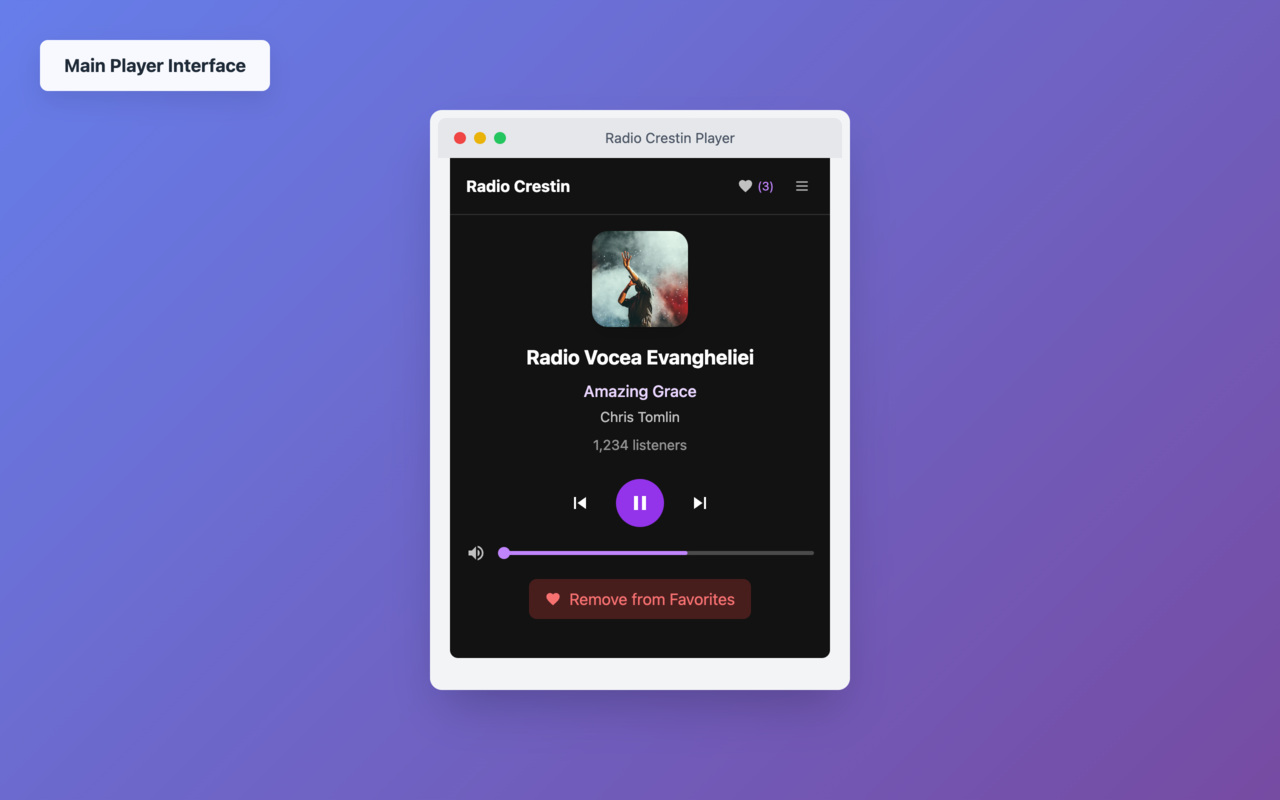 Main Player Interface
Radio Crestin Player
Radio Crestin
(3)
Radio Vocea Evangheliei
Amazing Grace
Chris Tomlin
1,234 listeners
Remove from Favorites